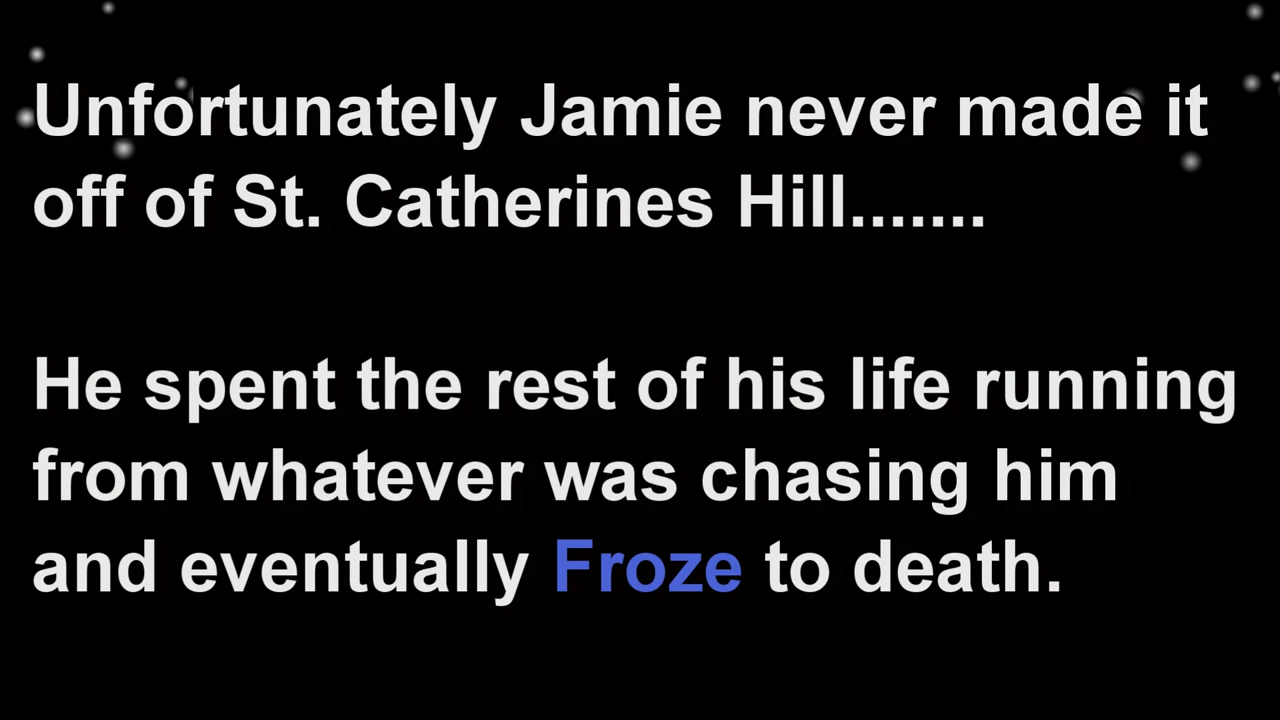 Unfortunately Jamie never made it
off of St. Catherines Hill.......
He spent the rest of his life running
from whatever was chasing him
and eventually Froze to death.